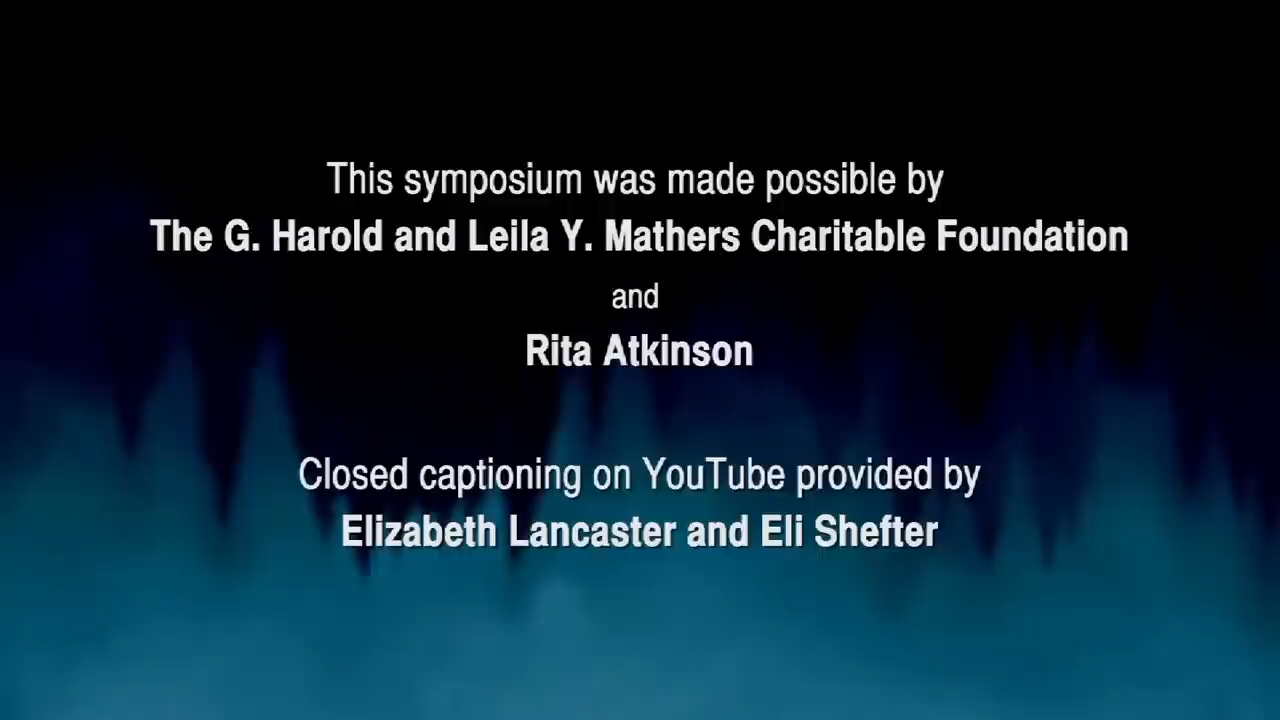 This symposium was made possible by
The G. Harold and Leila Y. Mathers Charitable Foundation
and
Rita Atkinson
Closed captioning on YouTube provided by
Elizabeth Lancaster and Eli Shefter